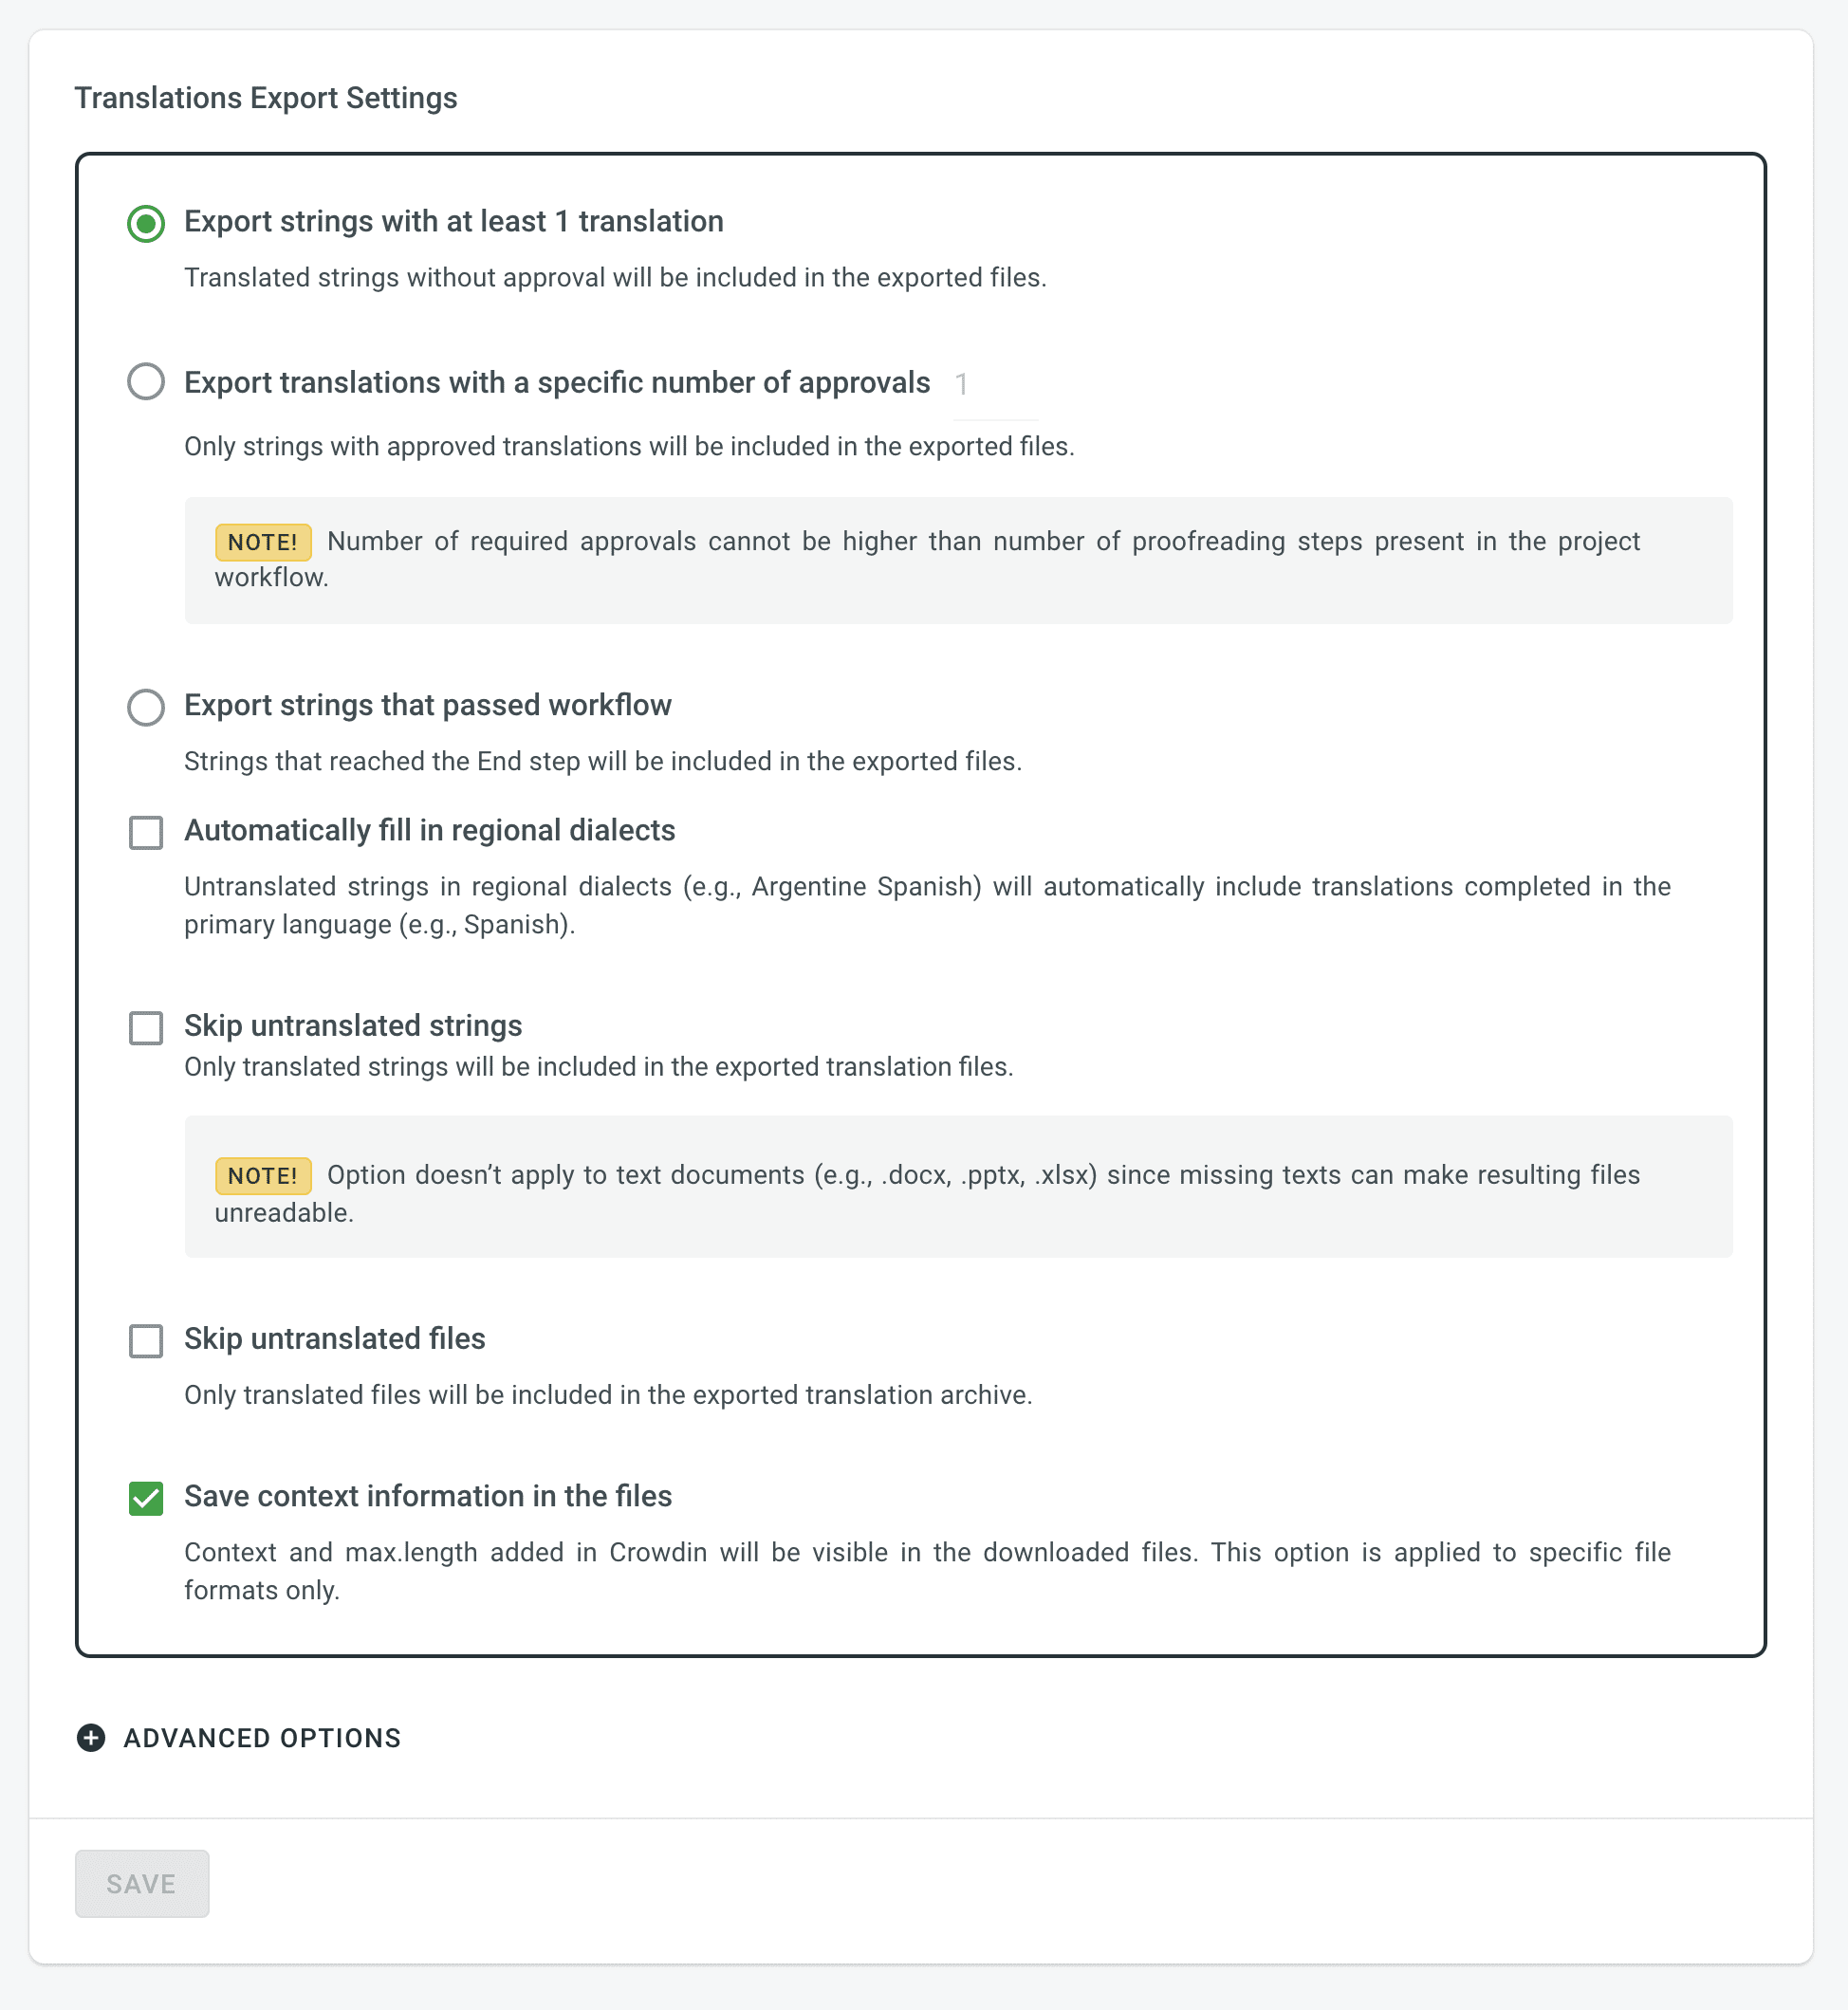 Translations Export Settings
Export strings with at least 1 translation
Translated strings without approval will be included in the exported files.
Export translations with a specific number of approvals 1
Only strings with approved translations will be included in the exported files.
NOTE! Number of required approvals cannot be higher than number of proofreading steps present in the project
workflow.
Export strings that passed workflow
Strings that reached the End step will be included in the exported files.
Automatically fill in regional dialects
Untranslated strings in regional dialects (e.g., Argentine Spanish) will automatically include translations completed in the
primary language (e.g., Spanish).
Skip untranslated strings
Only translated strings will be included in the exported translation files.
NOTE! Option doesn’t apply to text documents (e.g., .docx, .pptx, .xlsx) since missing texts can make resulting files
unreadable.
Skip untranslated files
Only translated files will be included in the exported translation archive.
Save context information in the files
Context and max.length added in Crowdin will be visible in the downloaded files. This option is applied to specific file
formats only.
ADVANCED OPTIONS
SAVE